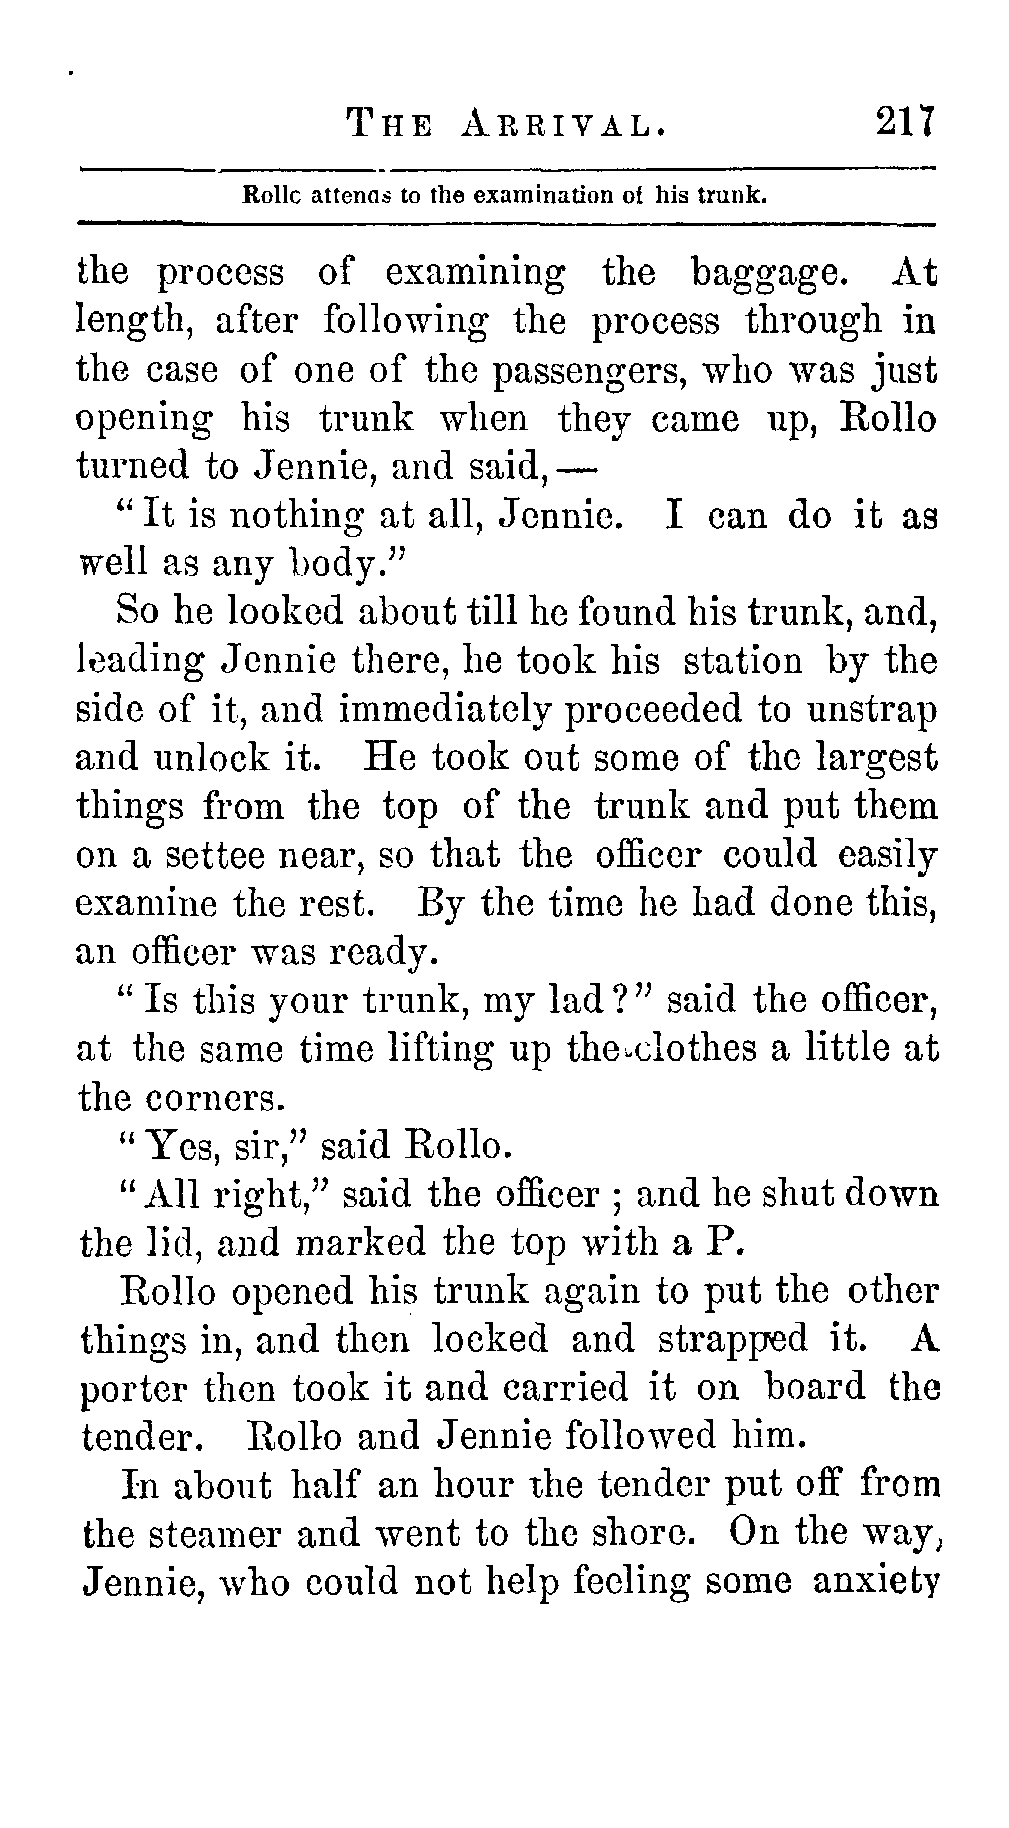 THE ARRIVAL. 217
Rollo attends to the examination of his trunk.
the process of examining the baggage. At
length, after following the process through in
the case of one of the passengers, who was just
opening his trunk when they came up, Rollo
turned to Jennie, and said,—
“It is nothing at all, Jennie. I can do it as
well as any body.”
So he looked about till he found his trunk, and,
leading Jennie there, he took his station by the
side of it, and immediately proceeded to unstrap
and unlock it. He took out some of the largest
things from the top of the trunk and put them
on a settee near, so that the officer could easily
examine the rest. By the time he had done this,
an officer was ready.
“Is this your trunk, my lad?” said the officer,
at the same time lifting up the clothes a little at
the corners.
“Yes, sir,” said Rollo.
“All right,” said the officer; and he shut down
the lid, and marked the top with a P.
Rollo opened his trunk again to put the other
things in, and then locked and strapped it. A
porter then took it and carried it on board the
tender. Rollo and Jennie followed him.
In about half an hour the tender put off from
the steamer and went to the shore. On the way,
Jennie, who could not help feeling some anxiety